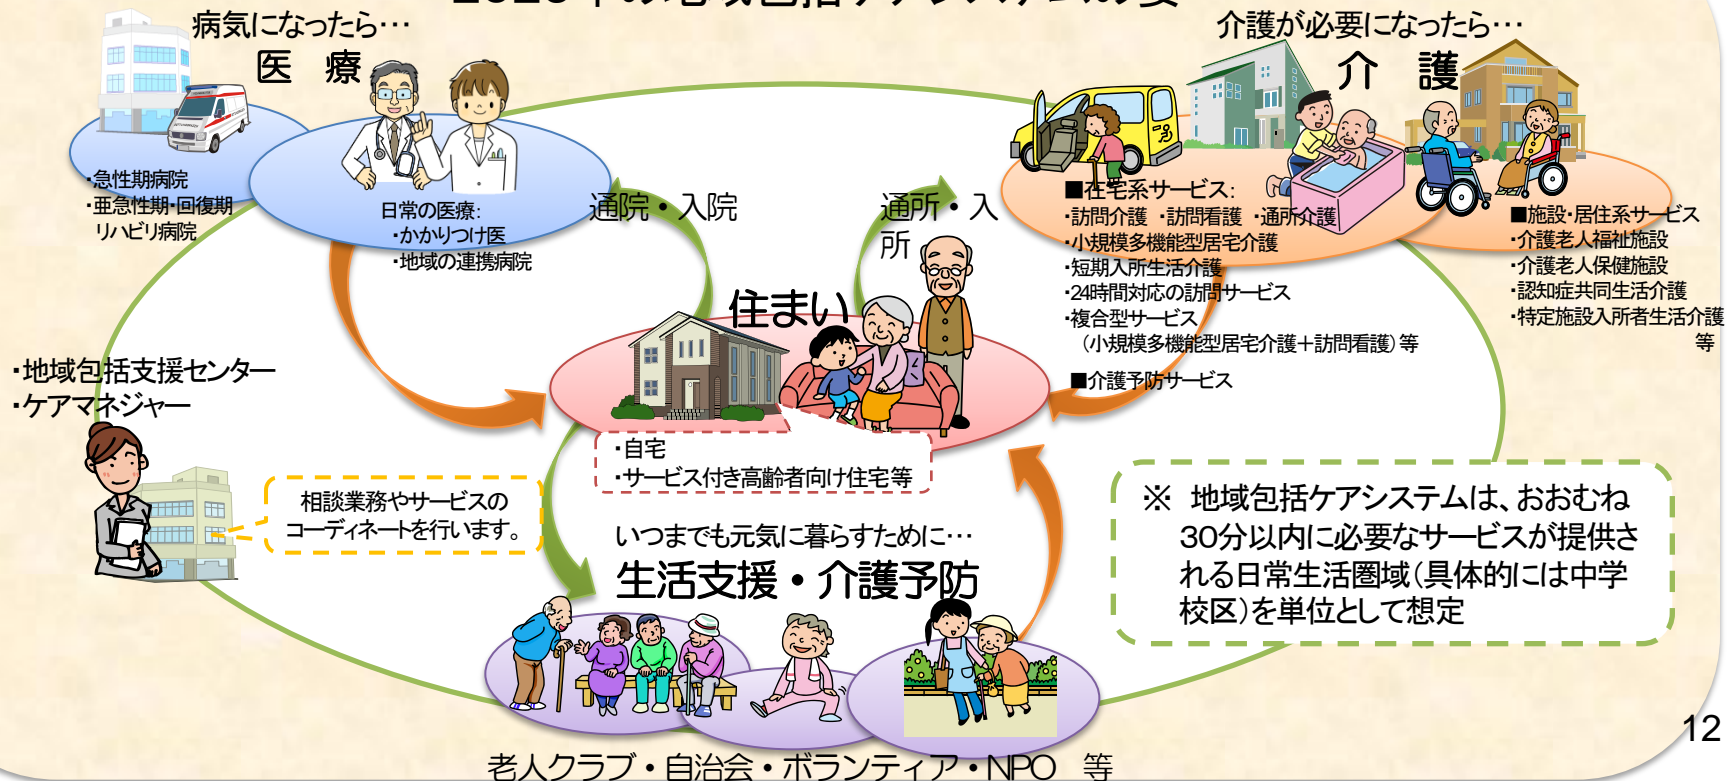 病気になったら…
医 療
・急性期病院
・亜急性期・回復期
リハビリ病院
日常の医療:
・かかりつけ医
・地域の連携病院
通院・入院
通所・入
所
介護が必要になったら…
介 護
■在宅系サービス:
・訪問介護 ・訪問看護 ・通所介護
・小規模多機能型居宅介護
・短期入所生活介護
・24時間対応の訪問サービス
・複合型サービス
（小規模多機能型居宅介護＋訪問看護）等
■介護予防サービス
■施設・居住系サービス
・介護老人福祉施設
・介護老人保健施設
・認知症共同生活介護
・特定施設入所者生活介護
等
住まい
・自宅
・サービス付き高齢者向け住宅等
・地域包括支援センター
・ケアマネジャー
相談業務やサービスの
コーディネートを行います。
いつまでも元気に暮らすために…
生活支援・介護予防
老人クラブ・自治会・ボランティア・NPO 等
※ 地域包括ケアシステムは、おおむね
30分以内に必要なサービスが提供さ
れる日常生活圏域（具体的には中学
校区）を単位として想定
12